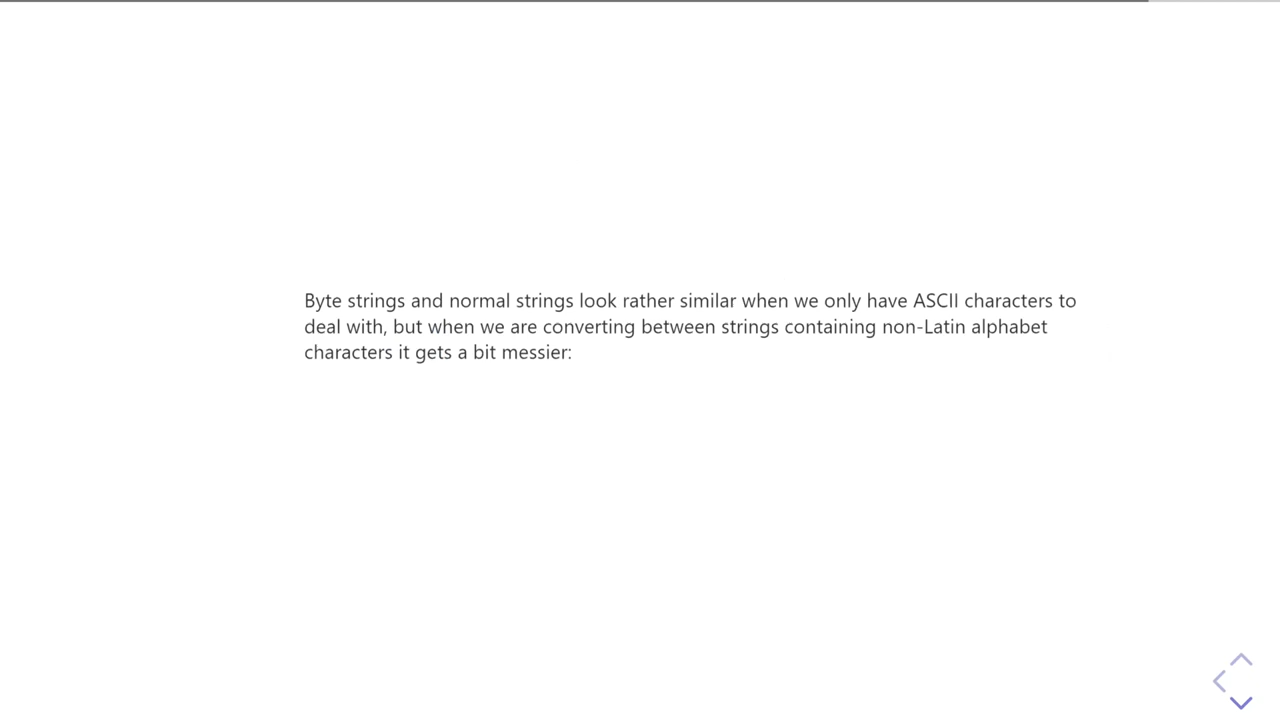 Byte strings and normal strings look rather similar when we only have ASCII characters to
deal with, but when we are converting between strings containing non-Latin alphabet
characters it gets a bit messier: